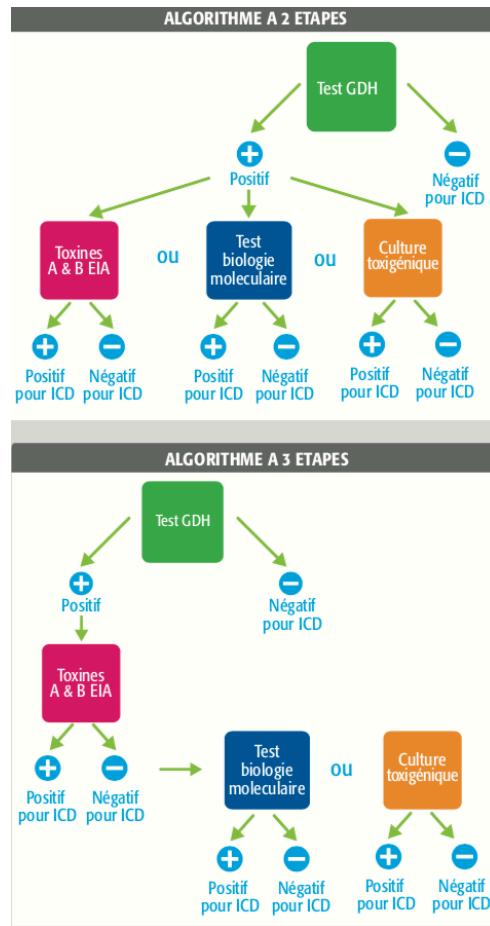 ALGORITHME A 2 ETAPES
Test GDH
Positif
Négatif
pour ICD
Toxines
A & B EIA
ou
Test
biologie
moleculaire
ou
Culture
toxigénique
Positif
pour ICD
Négatif
pour ICD
Positif
pour ICD
Négatif
pour ICD
Positif
pour ICD
Négatif
pour ICD
ALGORITHME A 3 ETAPES
Test GDH
Positif
Négatif
pour ICD
Toxines
A & B EIA
Positif
pour ICD
Négatif
pour ICD
Test
biologie
moleculaire
ou
Culture
toxigénique
Positif
pour ICD
Négatif
pour ICD
Positif
pour ICD
Négatif
pour ICD